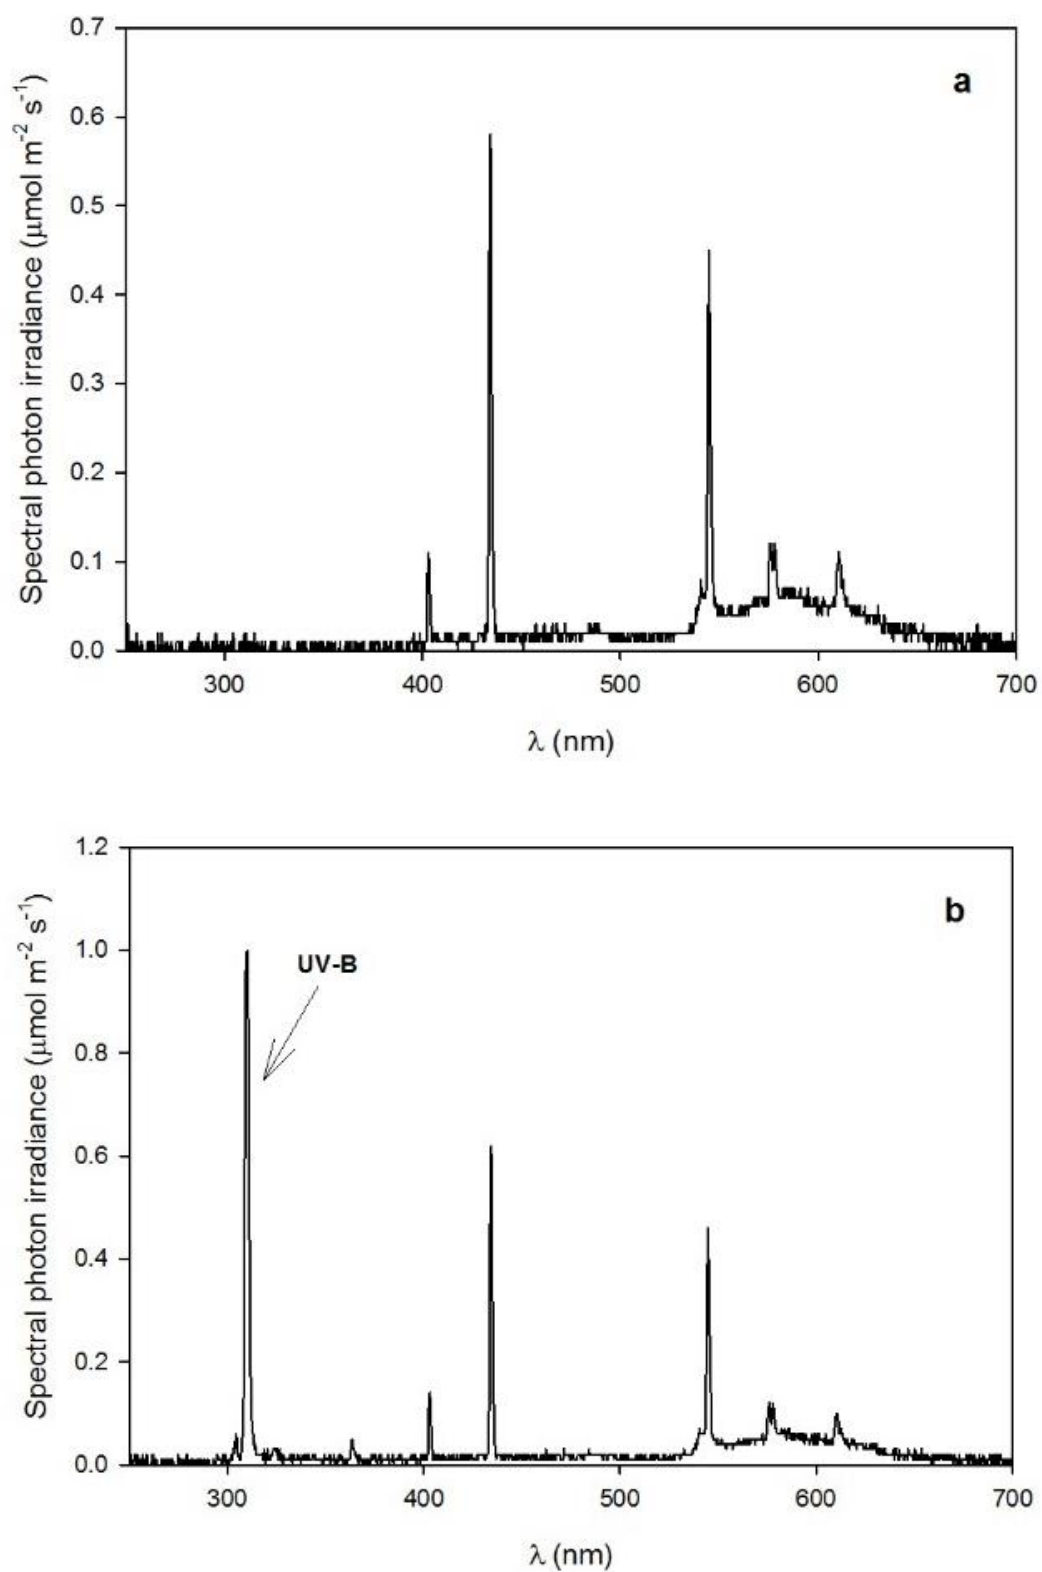 a
Spectral photon irradiance (μmol m⁻² s⁻¹)
0.7
0.6
0.5
0.4
0.3
0.2
0.1
0.0
300 400 500 600 700
λ (nm)
b
UV-B
Spectral photon irradiance (μmol m⁻² s⁻¹)
1.2
1.0
0.8
0.6
0.4
0.2
0.0
300 400 500 600 700
λ (nm)